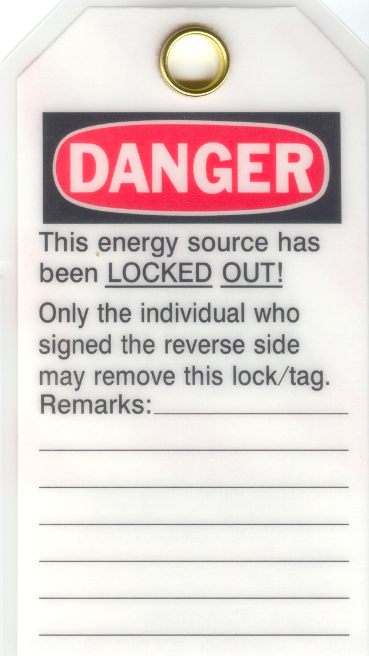 DANGER
This energy source has
been LOCKED OUT!
Only the individual who
signed the reverse side
may remove this lock/tag.
Remarks: